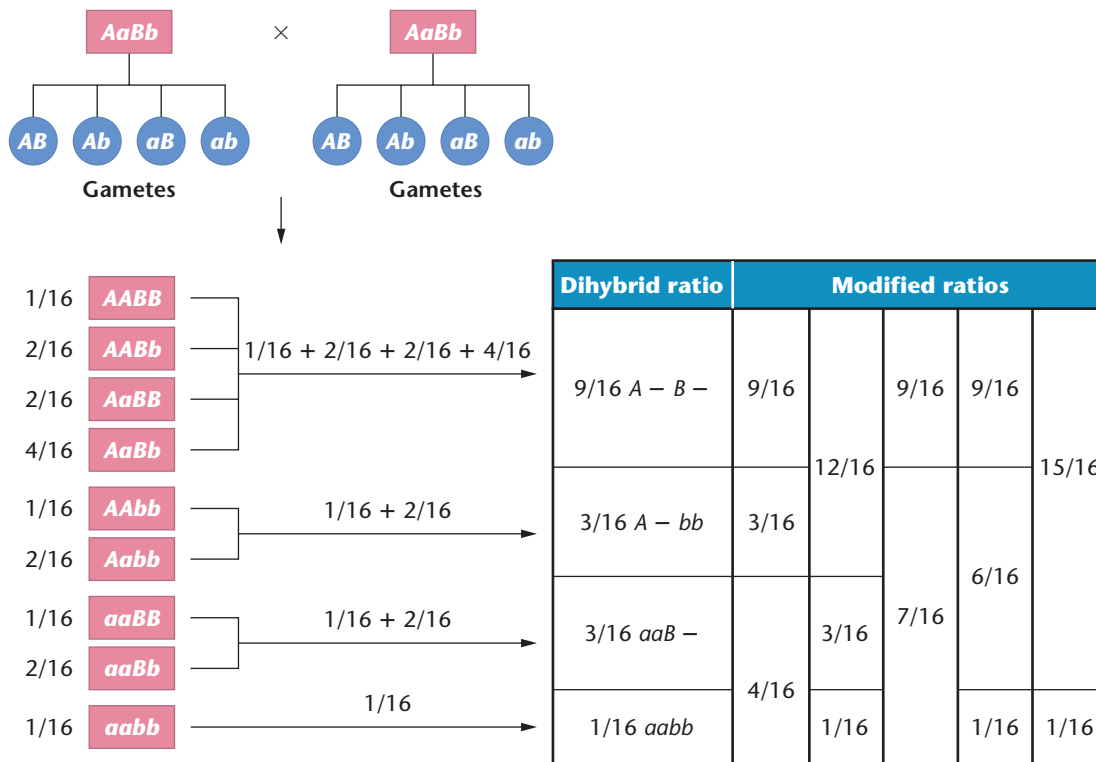 AaBb × AaBb
AB Ab aB ab AB Ab aB ab
Gametes Gametes
1/16 AABB
2/16 AABb
2/16 AaBB
4/16 AaBb
1/16 + 2/16 + 2/16 + 4/16
1/16 AAbb
2/16 Aabb
1/16 + 2/16
1/16 aaBB
2/16 aaBb
1/16 + 2/16
1/16 aabb
1/16
Dihybrid ratio Modified ratios
9/16 A − B − 9/16 9/16 9/16
12/16 15/16
3/16 A − bb 3/16
6/16
7/16
3/16 aaB − 3/16
4/16
1/16 aabb 1/16 1/16 1/16